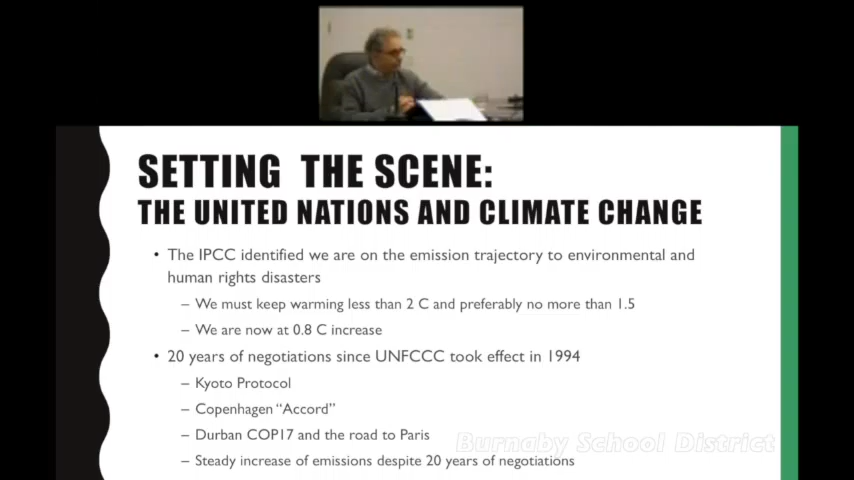 SETTING THE SCENE:
THE UNITED NATIONS AND CLIMATE CHANGE
• The IPCC identified we are on the emission trajectory to environmental and
human rights disasters
– We must keep warming less than 2 C and preferably no more than 1.5
– We are now at 0.8 C increase
• 20 years of negotiations since UNFCCC took effect in 1994
– Kyoto Protocol
– Copenhagen “Accord”
– Durban COP17 and the road to Paris
Burnaby School District
– Steady increase of emissions despite 20 years of negotiations